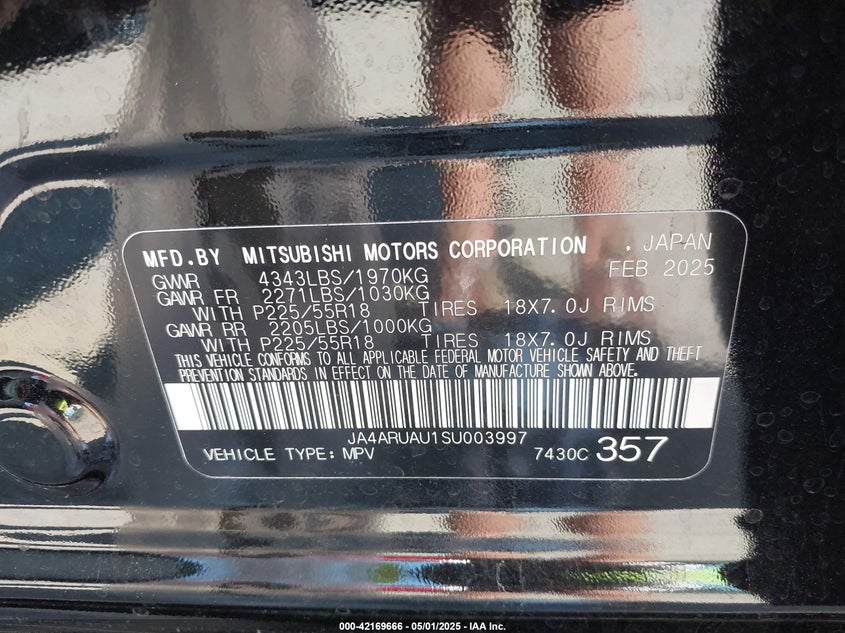 MFD.BY MITSUBISHI MOTORS CORPORATION , JAPAN
GVWR 4343LBS/1970KG FEB 2025
GAWR FR 2271LBS/1030KG
WITH P225/55R18 TIRES 18X7.0J RIMS
GAWR RR 2205LBS/1000KG
WITH P225/55R18 TIRES 18X7.0J RIMS
THIS VEHICLE CONFORMS TO ALL APPLICABLE FEDERAL MOTOR VEHICLE SAFETY AND THEFT
PREVENTION STANDARDS IN EFFECT ON THE DATE OF MANUFACTURE SHOWN ABOVE.
JA4ARUAU1SU003997
VEHICLE TYPE: MPV 7430C 357
000-42169666 - 05/01/2025 - IAA Inc.